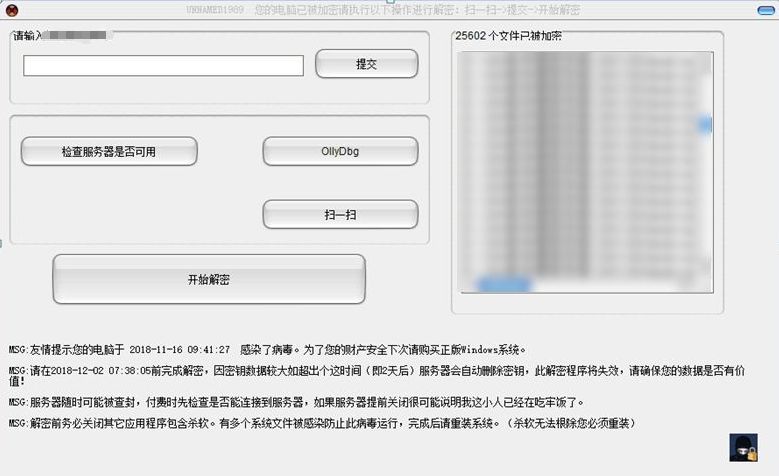 UNNAMED1989 您的电脑已被加密请执行以下操作进行解密：扫一扫->提交->开始解密
请输入
提交
25602 个文件已被加密
检查服务器是否可用
OllyDbg
扫一扫
开始解密
MSG:友情提示您的电脑于 2018-11-16 09:41:27 感染了病毒。为了您的财产安全下次请购买正版Windows系统。
MSG:请在2018-12-02 07:38:05前完成解密，因密钥数据较大如超出个这时间（即2天后）服务器会自动删除密钥，此解密程序将失效，请确保您的数据是否有价
值!
MSG:服务器随时可能被查封，付费时先检查是否能连接到服务器，如果服务器提前关闭很可能说明我这小人已经在吃牢饭了。
MSG:解密前务必关闭其它应用程序包含杀软。有多个系统文件被感染防止此病毒运行，完成后请重装系统。（杀软无法根除您必须重装）